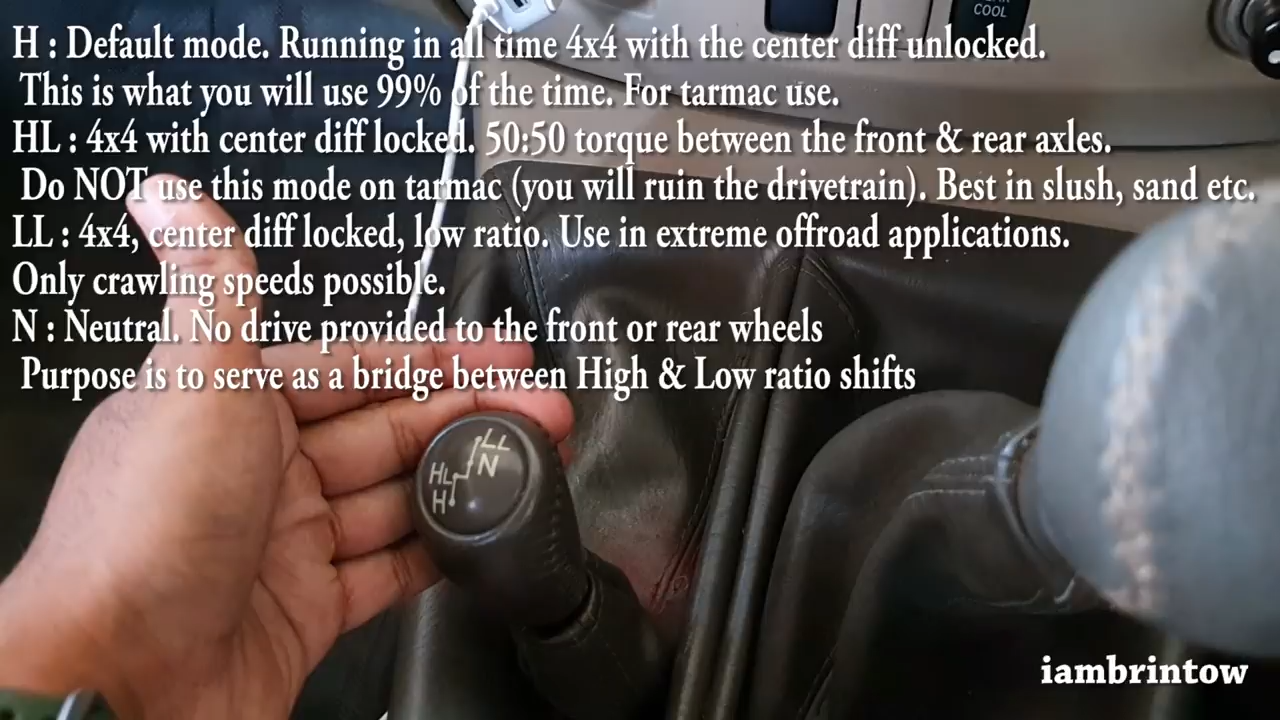 COOL
H : Default mode. Running in all time 4x4 with the center diff unlocked.
This is what you will use 99% of the time. For tarmac use.
HL : 4x4 with center diff locked. 50:50 torque between the front & rear axles.
Do NOT use this mode on tarmac (you will ruin the drivetrain). Best in slush, sand etc.
LL : 4x4, center diff locked, low ratio. Use in extreme offroad applications.
Only crawling speeds possible.
N : Neutral. No drive provided to the front or rear wheels
Purpose is to serve as a bridge between High & Low ratio shifts
LL
N
HL
H
iambrintow